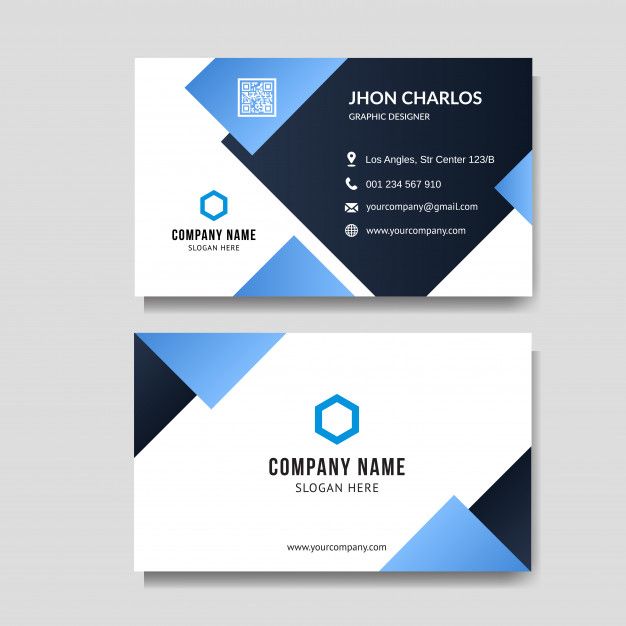 JHON CHARLOS
GRAPHIC DESIGNER
Los Angles, Str Center 123/B
001 234 567 910
yourcompany@gmail.com
www.yourcompany.com
COMPANY NAME
SLOGAN HERE
COMPANY NAME
SLOGAN HERE
www.yourcompany.com